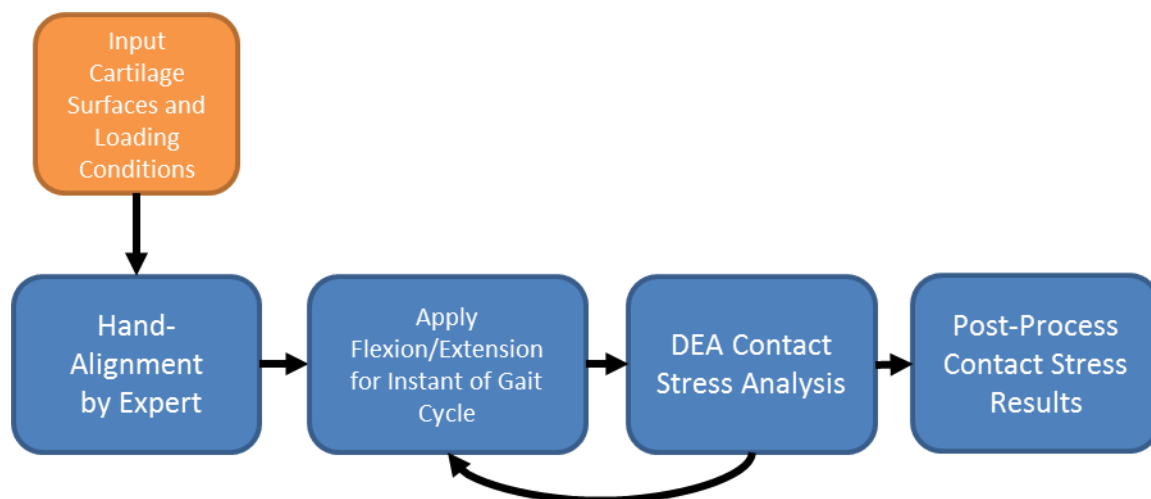 Input
Cartilage
Surfaces and
Loading
Conditions
Hand-
Alignment
by Expert
Apply
Flexion/Extension
for Instant of Gait
Cycle
DEA Contact
Stress Analysis
Post-Process
Contact Stress
Results